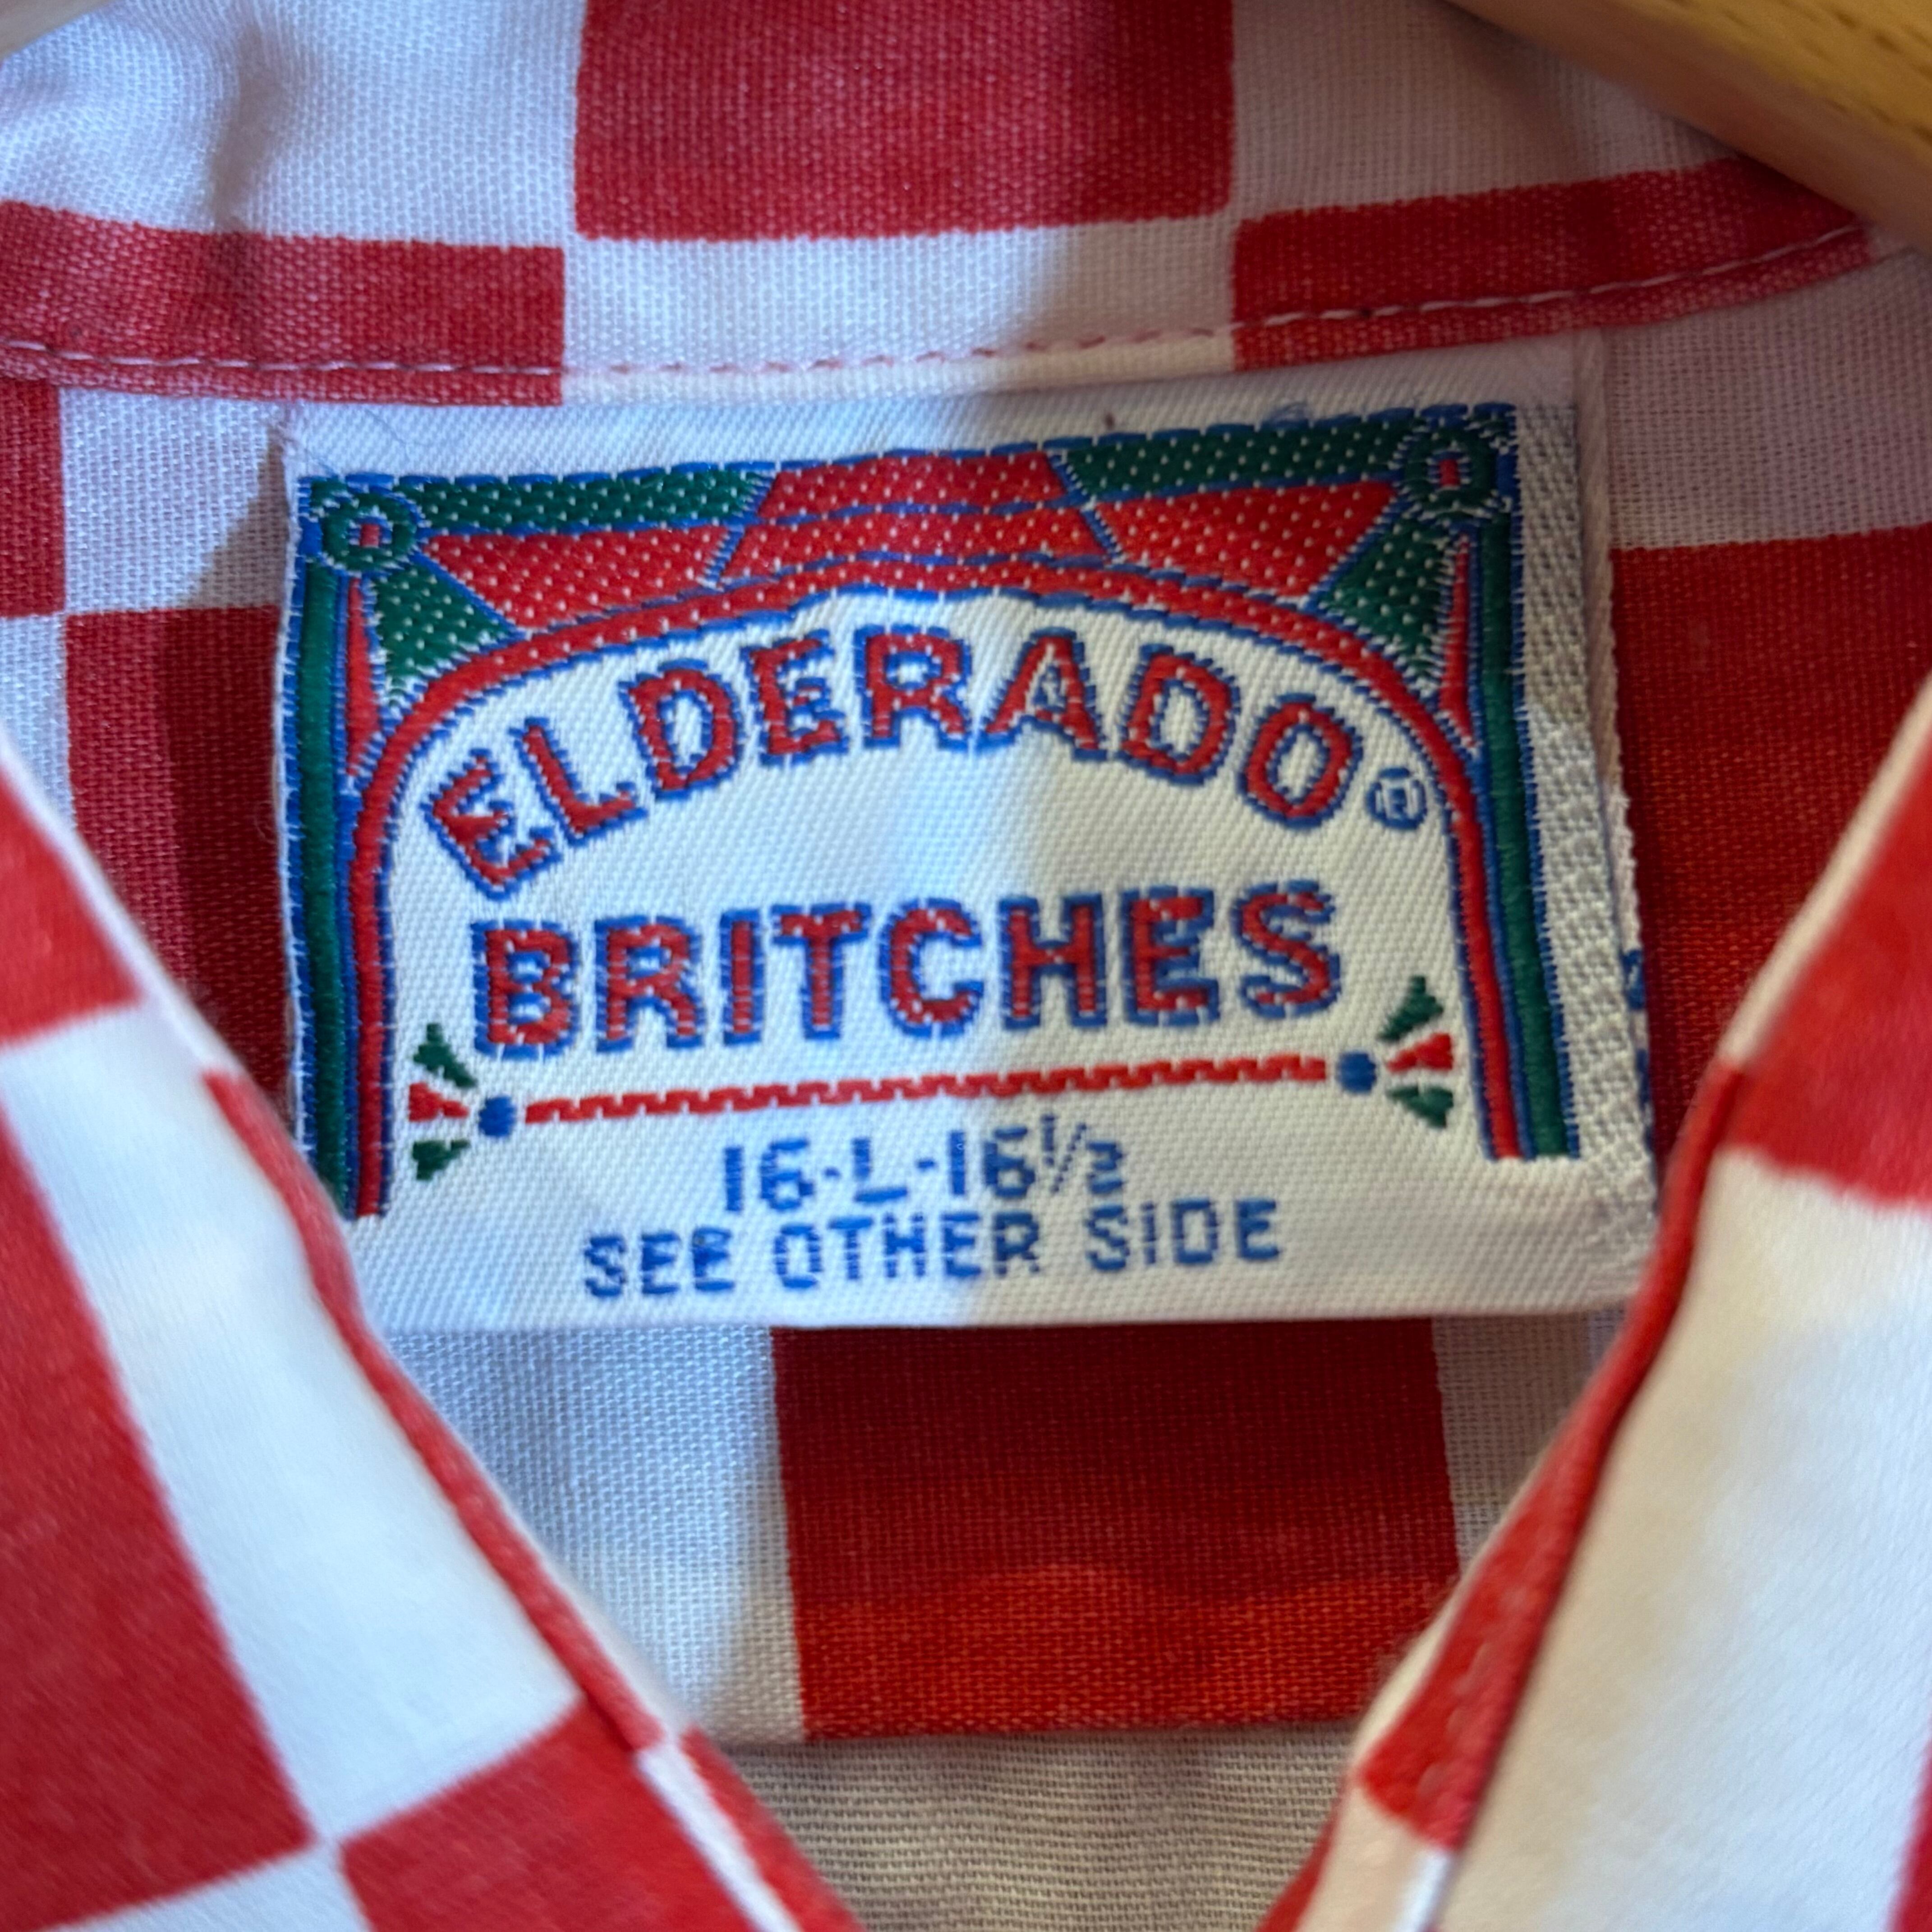 ELDERADO®
BRITCHES
16-L-16½
SEE OTHER SIDE